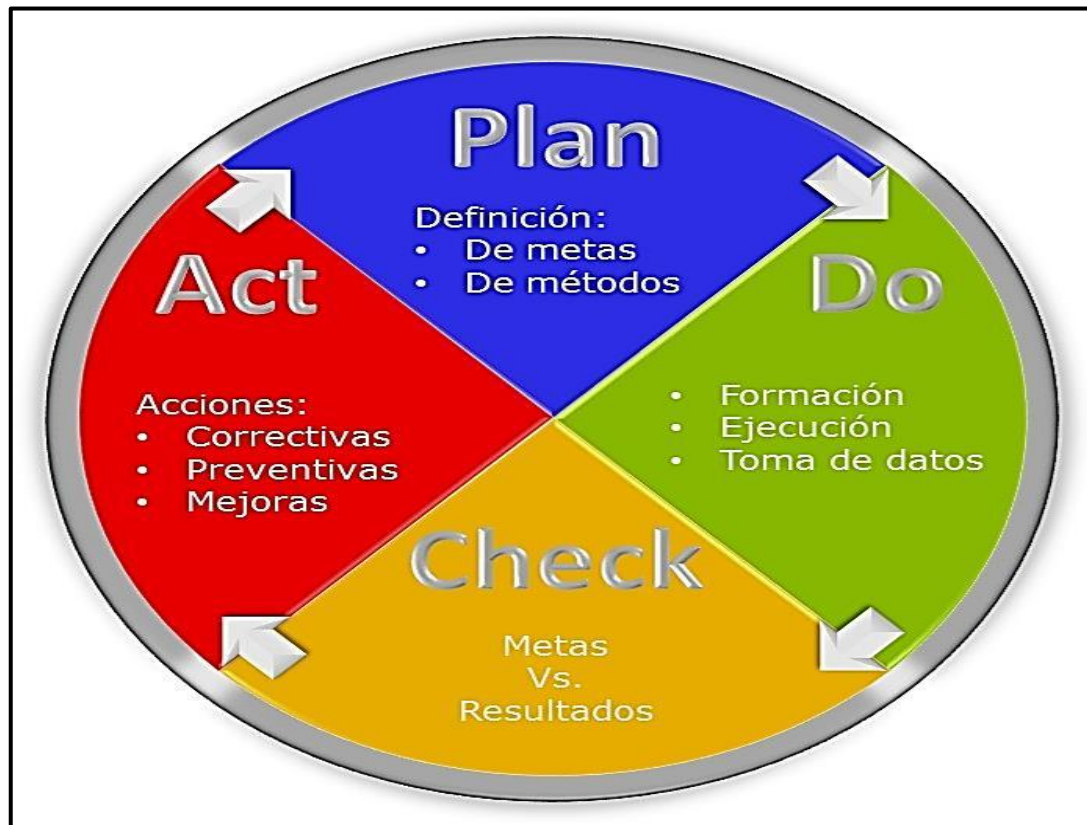 Plan
Definición:
• De metas
• De métodos
Do
• Formación
• Ejecución
• Toma de datos
Check
Metas
Vs.
Resultados
Act
Acciones:
• Correctivas
• Preventivas
• Mejoras